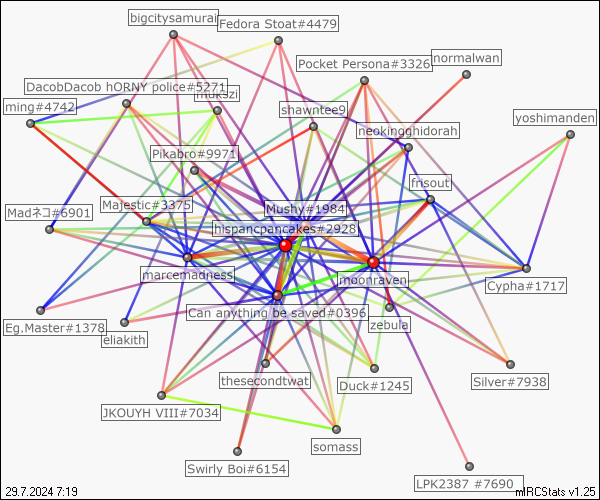 bigcitysamurai
Fedora Stoat#4479
Pocket Persona#3326
normalwan
DacobDacob hORNY police#5271
mukszi
ming#4742
shawntee9
yoshimanden
neokingghidorah
Pikabro#9971
frisout
Majestic#3375
Mushy#1984
Madネコ#6901
hispancpancakes#2928
marcemadness
moonraven
Cypha#1717
Can anything be saved#0396
zebula
Eg.Master#1378
eliakith
thesecondtwat
Duck#1245
Silver#7938
JKOUYH VIII#7034
somass
Swirly Boi#6154
LPK2387 #7690
29.7.2024 7:19
mIRCStats v1.25